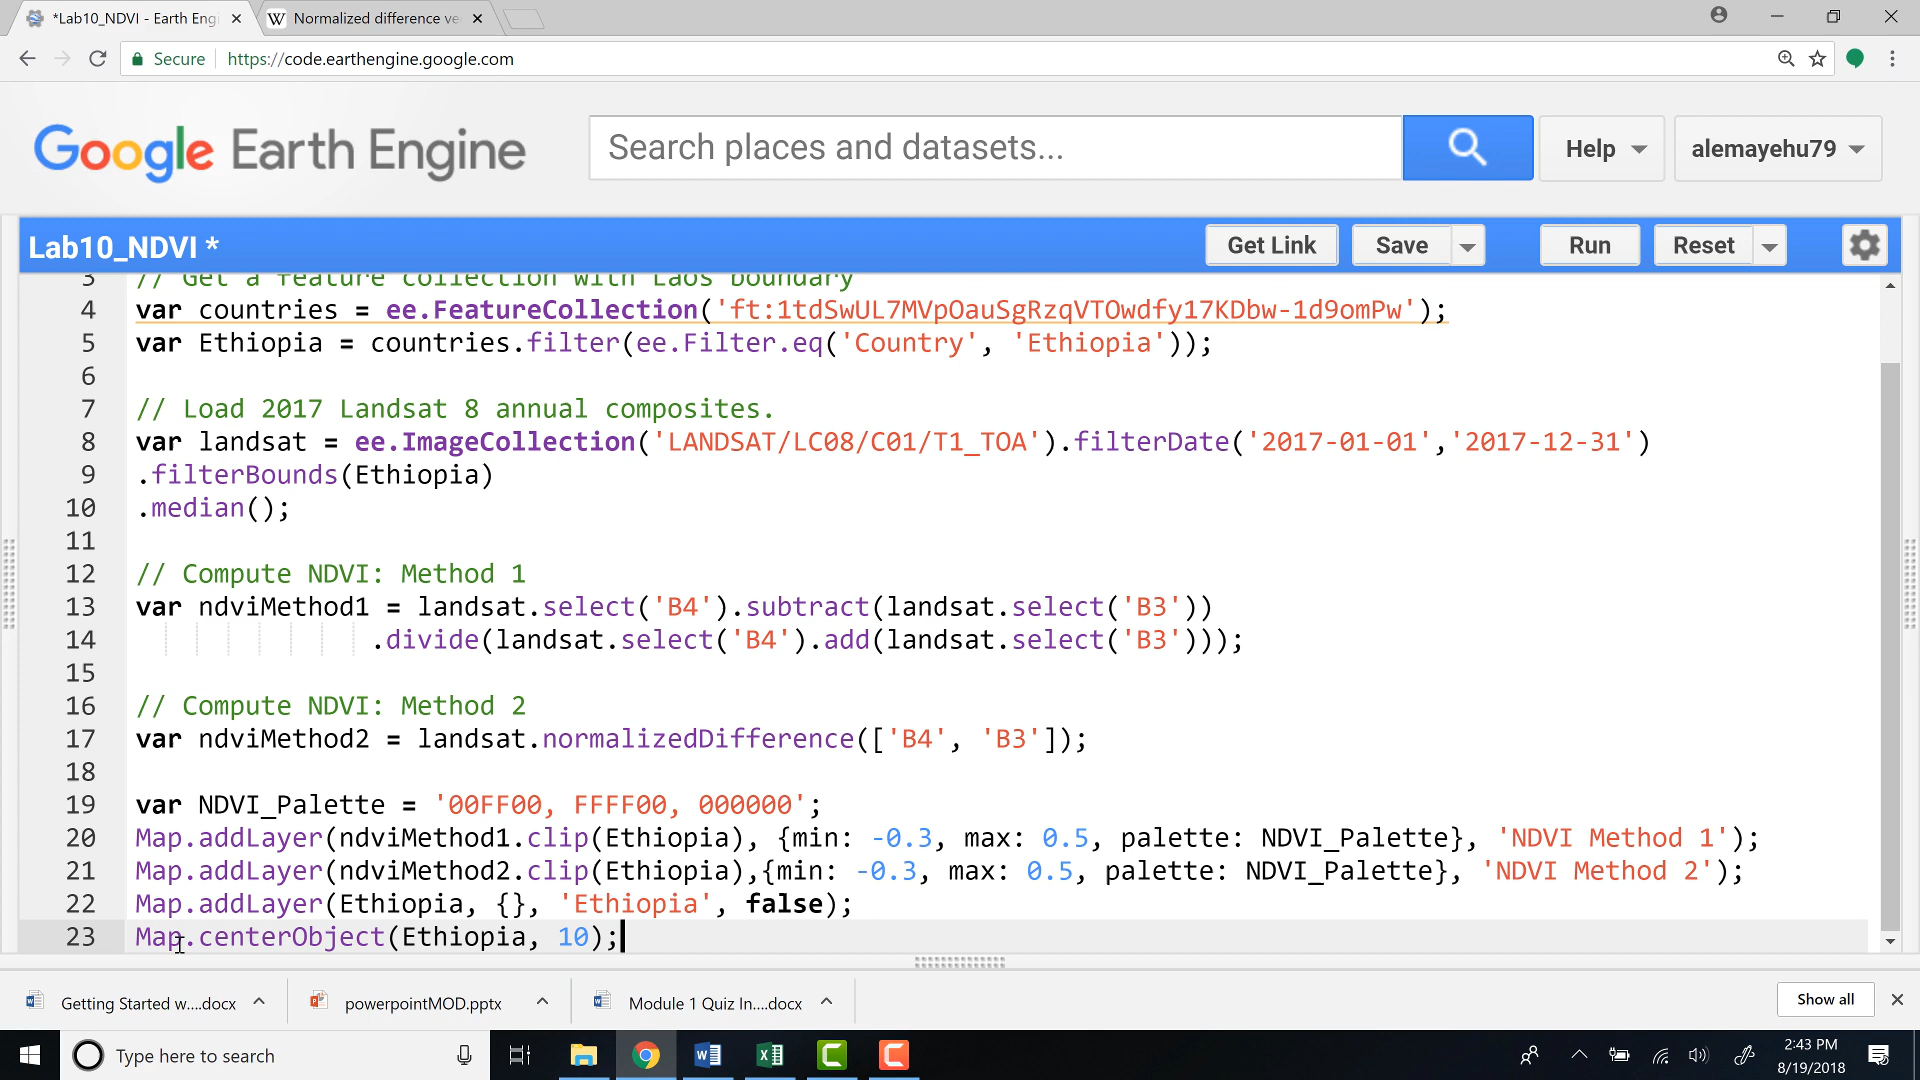 *Lab10_NDVI - Earth Eng
Normalized difference ve
Secure
https://code.earthengine.google.com
Google Earth Engine
Search places and datasets...
Help
alemayehu79
Lab10_NDVI *
Get Link
Save
Run
Reset
3 // Get a feature collection with Laos boundary
4 var countries = ee.FeatureCollection('ft:1tdSwUL7MVpOauSgRzqVTOwdfy17KDbw-1d9omPw');
5 var Ethiopia = countries.filter(ee.Filter.eq('Country', 'Ethiopia'));
6
7 // Load 2017 Landsat 8 annual composites.
8 var landsat = ee.ImageCollection('LANDSAT/LC08/C01/T1_TOA').filterDate('2017-01-01','2017-12-31')
9 .filterBounds(Ethiopia)
10 .median();
11
12 // Compute NDVI: Method 1
13 var ndviMethod1 = landsat.select('B4').subtract(landsat.select('B3'))
14 .divide(landsat.select('B4').add(landsat.select('B3')));
15
16 // Compute NDVI: Method 2
17 var ndviMethod2 = landsat.normalizedDifference(['B4', 'B3']);
18
19 var NDVI_Palette = '00FF00, FFFF00, 000000';
20 Map.addLayer(ndviMethod1.clip(Ethiopia), {min: -0.3, max: 0.5, palette: NDVI_Palette}, 'NDVI Method 1');
21 Map.addLayer(ndviMethod2.clip(Ethiopia),{min: -0.3, max: 0.5, palette: NDVI_Palette}, 'NDVI Method 2');
22 Map.addLayer(Ethiopia, {}, 'Ethiopia', false);
23 Map.centerObject(Ethiopia, 10);
Getting Started w....docx
powerpointMOD.pptx
Module 1 Quiz In....docx
Show all
Type here to search
2:43 PM
8/19/2018